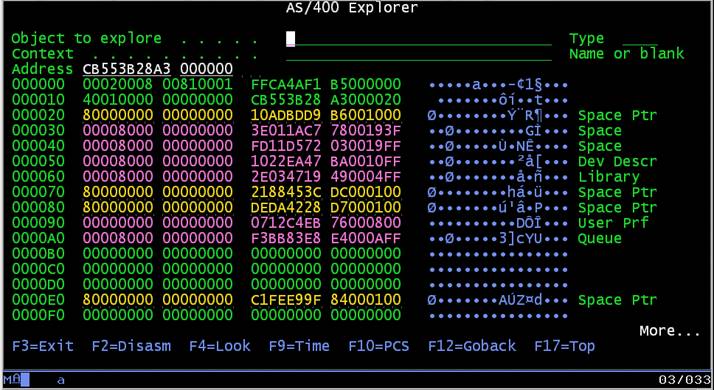 AS/400 Explorer
Object to explore . . . . . Type
Context . . . . . . . . . . Name or blank
Address CB553B28A3 000000
000000 00020008 00810001 FFCA4AF1 B5000000 •••••a•••–¢1§•••
000010 40010000 00000000 CB553B28 A3000020 •••••••ôí••t•••
000020 80000000 00000000 10ADBDD9 B6001000 Ø••••••••Ý¨R¶••• Space Ptr
000030 00008000 00000000 3E011AC7 7800193F ••Ø••••••••GÌ••• Space
000040 00008000 00000000 FD11D572 030019FF ••Ø•••••Ù•NÊ•••• Space
000050 00008000 00000000 1022EA47 BA0010FF ••Ø•••••••²å[••• Dev Descr
000060 00008000 00000000 2E034719 490004FF ••Ø•••••••å•ñ••• Library
000070 80000000 00000000 2188453C DC000100 Ø••••••••há•ü••• Space Ptr
000080 80000000 00000000 DEDA4228 D7000100 Ø•••••••ú¹â•P••• Space Ptr
000090 00008000 00000000 0712C4EB 76000800 ••Ø•••••••DÔÎ••• User Prf
0000A0 00008000 00000000 F3BB83E8 E4000AFF ••Ø•••••3]cYU••• Queue
0000B0 00000000 00000000 00000000 00000000 ••••••••••••••••
0000C0 00000000 00000000 00000000 00000000 ••••••••••••••••
0000D0 00000000 00000000 00000000 00000000 ••••••••••••••••
0000E0 80000000 00000000 C1FEE99F 84000100 Ø•••••••AÚZ¤d••• Space Ptr
0000F0 00000000 00000000 00000000 00000000 ••••••••••••••••
More...
F3=Exit F2=Disasm F4=Look F9=Time F10=PCS F12=Goback F17=Top
MA a 03/033